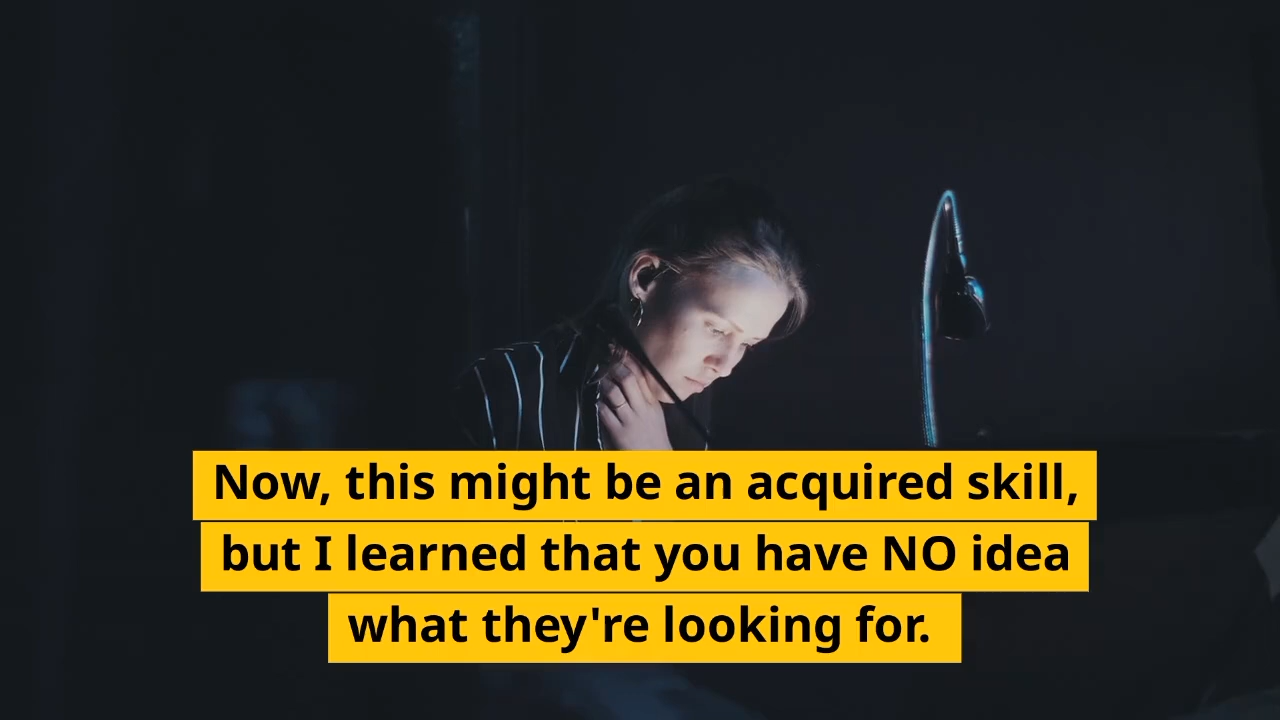 Now, this might be an acquired skill,
but I learned that you have NO idea
what they're looking for.